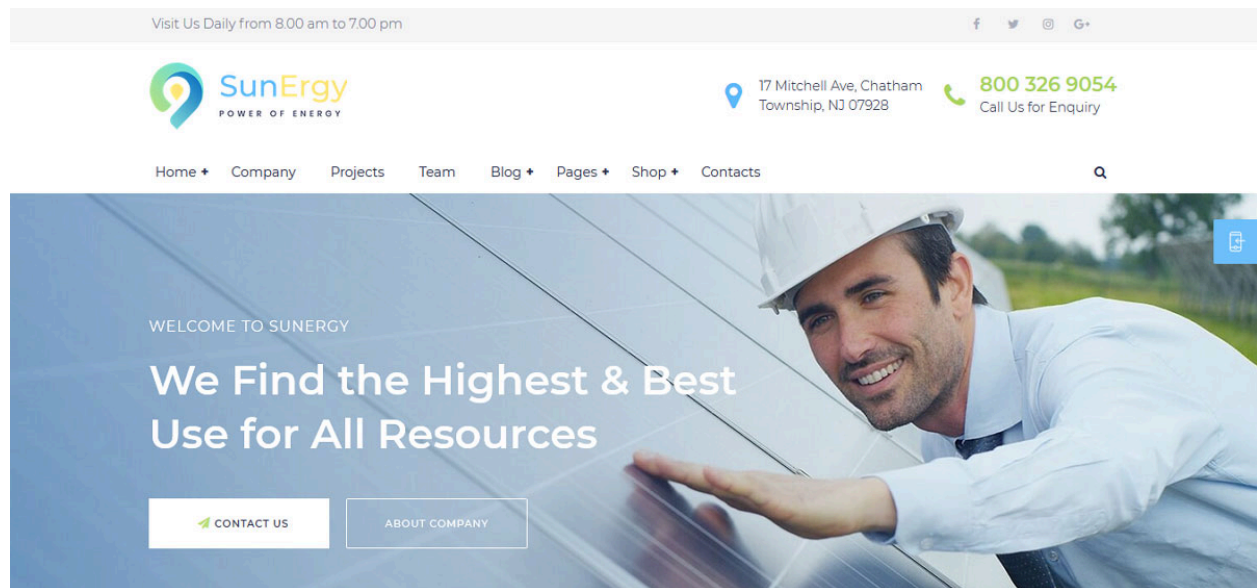 Visit Us Daily from 8.00 am to 7.00 pm
f G+
SunErgy
POWER OF ENERGY
17 Mitchell Ave, Chatham
Township, NJ 07928
800 326 9054
Call Us for Enquiry
Home + Company Projects Team Blog + Pages + Shop + Contacts
WELCOME TO SUNERGY
We Find the Highest & Best
Use for All Resources
CONTACT US
ABOUT COMPANY